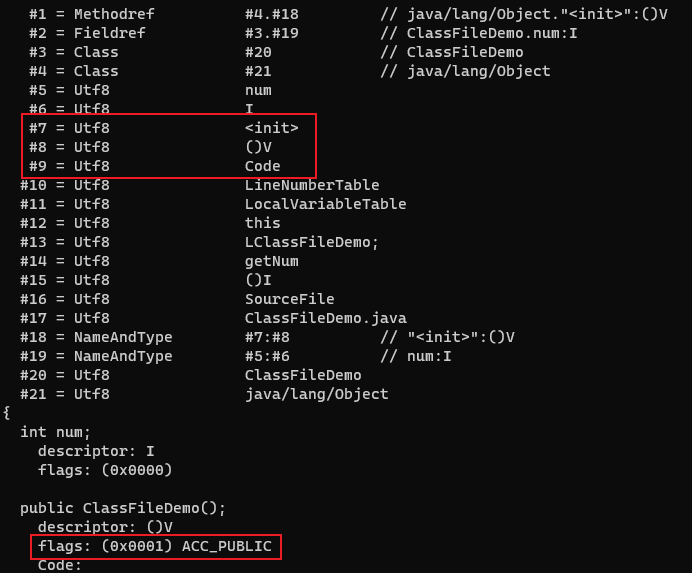 #1 = Methodref #4.#18 // java/lang/Object."<init>":()V
#2 = Fieldref #3.#19 // ClassFileDemo.num:I
#3 = Class #20 // ClassFileDemo
#4 = Class #21 // java/lang/Object
#5 = Utf8 num
#6 = Utf8 I
#7 = Utf8 <init>
#8 = Utf8 ()V
#9 = Utf8 Code
#10 = Utf8 LineNumberTable
#11 = Utf8 LocalVariableTable
#12 = Utf8 this
#13 = Utf8 LClassFileDemo;
#14 = Utf8 getNum
#15 = Utf8 ()I
#16 = Utf8 SourceFile
#17 = Utf8 ClassFileDemo.java
#18 = NameAndType #7:#8 // "<init>":()V
#19 = NameAndType #5:#6 // num:I
#20 = Utf8 ClassFileDemo
#21 = Utf8 java/lang/Object
{
int num;
descriptor: I
flags: (0x0000)
public ClassFileDemo();
descriptor: ()V
flags: (0x0001) ACC_PUBLIC
Code: